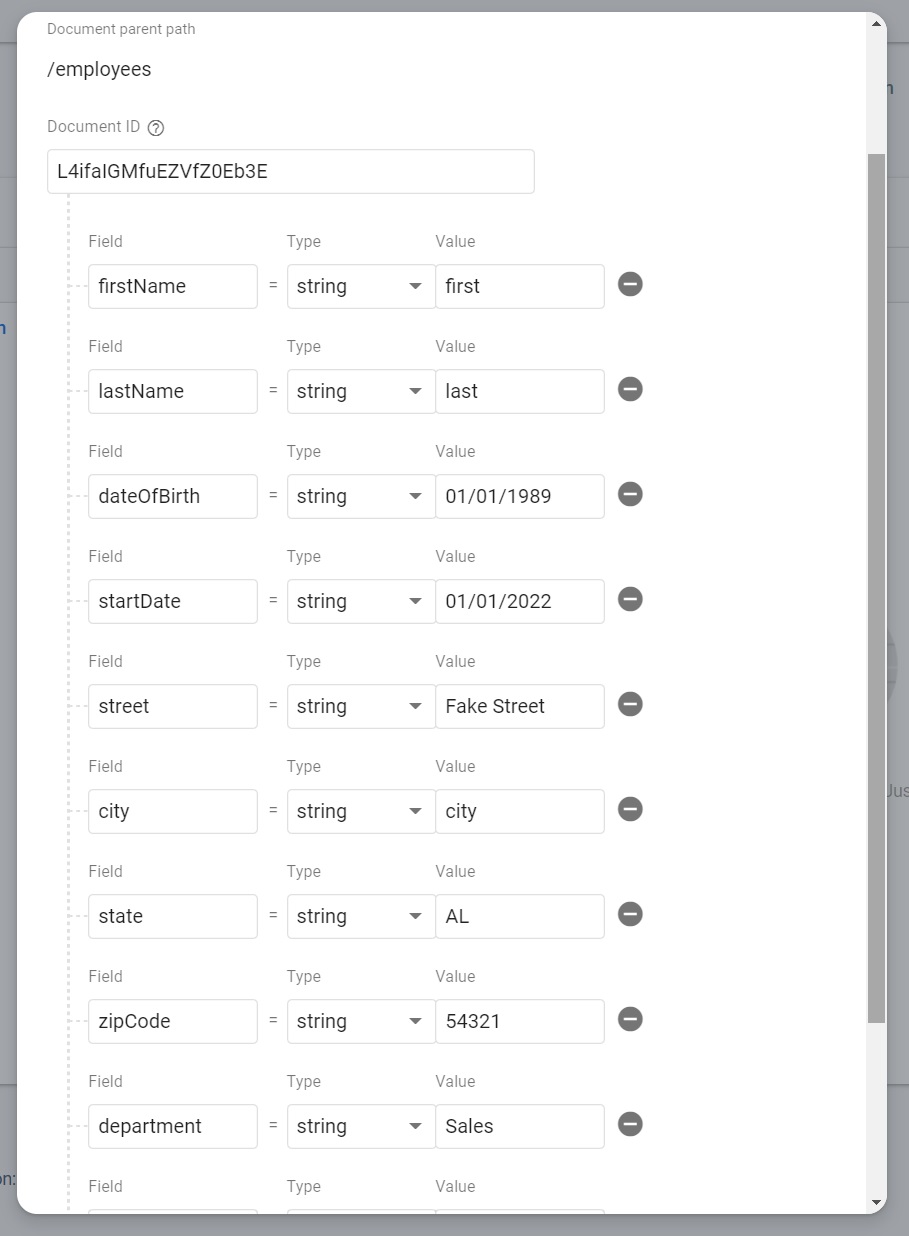 Document parent path
/employees
Document ID ?
L4ifaIGMfuEZVfZ0Eb3E
Field Type Value
firstName = string first
Field Type Value
lastName = string last
Field Type Value
dateOfBirth = string 01/01/1989
Field Type Value
startDate = string 01/01/2022
Field Type Value
street = string Fake Street
Field Type Value
city = string city
Jus
Field Type Value
state = string AL
Field Type Value
zipCode = string 54321
Field Type Value
department = string Sales
on:
Field Type Value